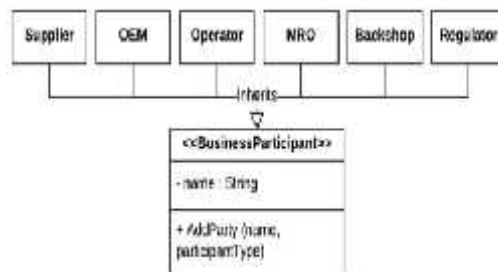 Supplier
OEM
Operator
MRO
Backshop
Regulator
Inherits
<<BusinessParticipant>>
- name : String
+ AddParty (name,
participantType)